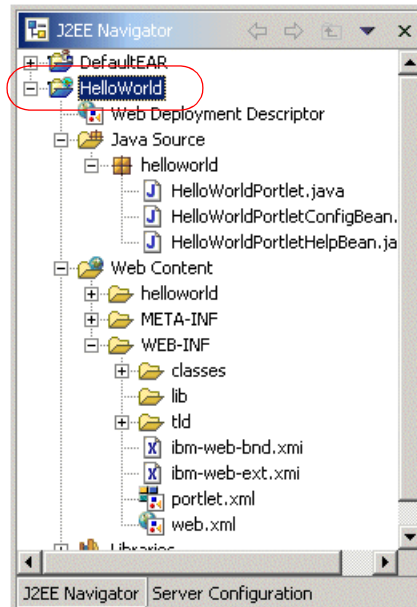 J2EE Navigator
DefaultEAR
HelloWorld
Web Deployment Descriptor
Java Source
helloworld
HelloWorldPortlet.java
HelloWorldPortletConfigBean.
HelloWorldPortletHelpBean.ja
Web Content
helloworld
META-INF
WEB-INF
classes
lib
tld
ibm-web-bnd.xmi
ibm-web-ext.xmi
portlet.xml
web.xml
Libraries
J2EE Navigator Server Configuration